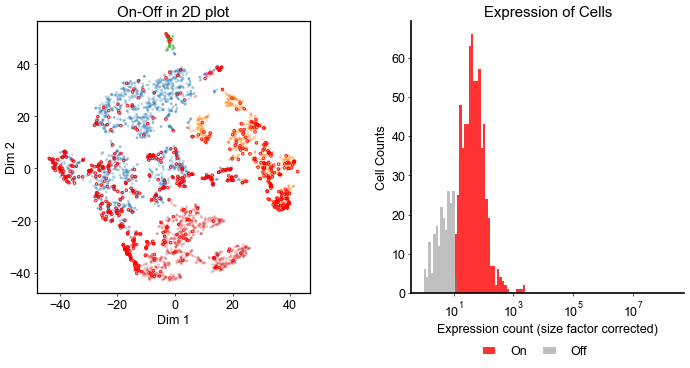 On-Off in 2D plot
Expression of Cells
Dim 2
40
20
0
−20
−40
−40 −20 0 20 40
Dim 1
Cell Counts
60
50
40
30
20
10
0
10^1 10^3 10^5 10^7
Expression count (size factor corrected)
On Off